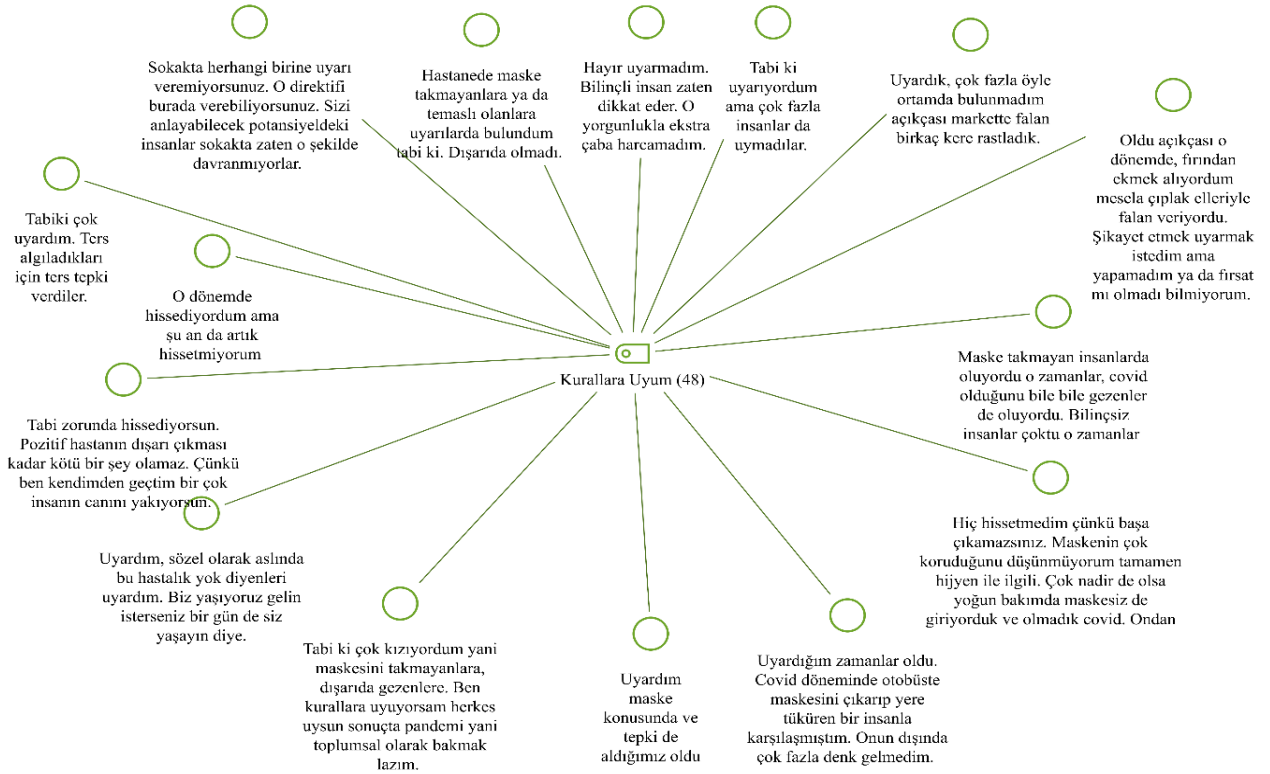 Sokakta herhangi birine uyarı
veremiyorsunuz. O direktifi
burada verebiliyorsunuz. Sizi
anlayabilecek potansiyeldeki
insanlar sokakta zaten o şekilde
davranmıyorlar.
Hastanede maske
takmayanlara ya da
temaslı olanlara
uyarılarda bulundum
tabi ki. Dışarıda olmadı.
Hayır uyarmadım.
Bilinçli insan zaten
dikkat eder. O
yorgunlukla ekstra
çaba harcamadım.
Tabi ki
uyarıyordum
ama çok fazla
insanlar da
uymadılar.
Uyardık, çok fazla öyle
ortamda bulunmadım
açıkçası markette falan
birkaç kere rastladık.
Oldu açıkçası o
dönemde, fırından
ekmek alıyordum
mesela çıplak elleriyle
falan veriyordu.
Şikayet etmek uyarmak
istedim ama
yapamadım ya da fırsat
mı olmadı bilmiyorum.
Tabiki çok
uyardım. Ters
algıladıkları
için ters tepki
verdiler.
O dönemde
hissediyordum ama
şu an da artık
hissetmiyorum
Kurallara Uyum (48)
Maske takmayan insanlarda
oluyordu o zamanlar, covid
olduğunu bile bile gezenler
de oluyordu. Bilinçsiz
insanlar çoktu o zamanlar
Tabi zorunda hissediyorsun.
Pozitif hastanın dışarı çıkması
kadar kötü bir şey olamaz. Çünkü
ben kendimden geçtim bir çok
insanın canını yakıyorsun.
Hiç hissetmedim çünkü başa
çıkamazsınız. Maskenin çok
koruduğunu düşünmüyorum tamamen
hijyen ile ilgili. Çok nadir de olsa
yoğun bakımda maskesiz de
giriyorduk ve olmadık covid. Ondan
Uyardım, sözel olarak aslında
bu hastalık yok diyenleri
uyardım. Biz yaşıyoruz gelin
isterseniz bir gün de siz
yaşayın diye.
Tabi ki çok kızıyordum yani
maskesini takmayanlara,
dışarıda gezenlere. Ben
kurallara uyuyorsam herkes
uysun sonuçta pandemi yani
toplumsal olarak bakmak
lazım.
Uyardım
maske
konusunda ve
tepki de
aldığımız oldu
Uyardığım zamanlar oldu.
Covid döneminde otobüste
maskesini çıkarıp yere
tüküren bir insanla
karşılaşmıştım. Onun dışında
çok fazla denk gelmedim.